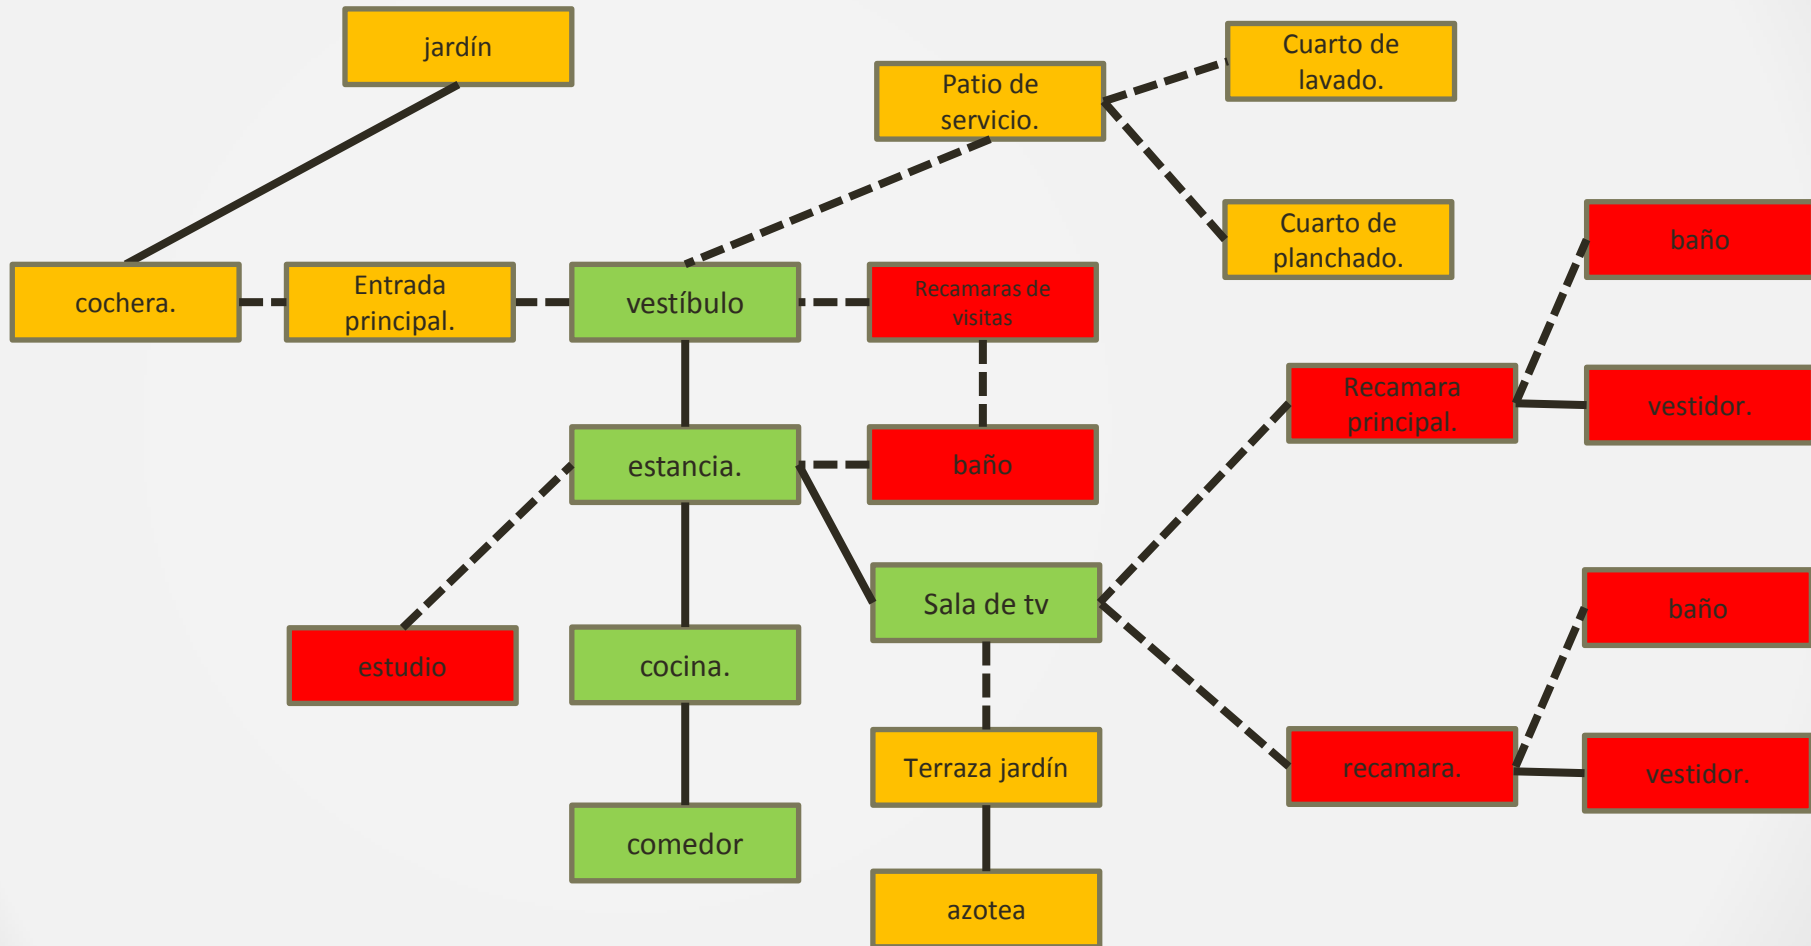 jardín
Cuarto de
lavado.
Patio de
servicio.
Cuarto de
planchado.
baño
cochera.
Entrada
principal.
vestíbulo
Recamaras de
visitas
Recamara
principal.
vestidor.
estancia.
baño
Sala de tv
baño
estudio
cocina.
Terraza jardín
recamara.
vestidor.
comedor
azotea